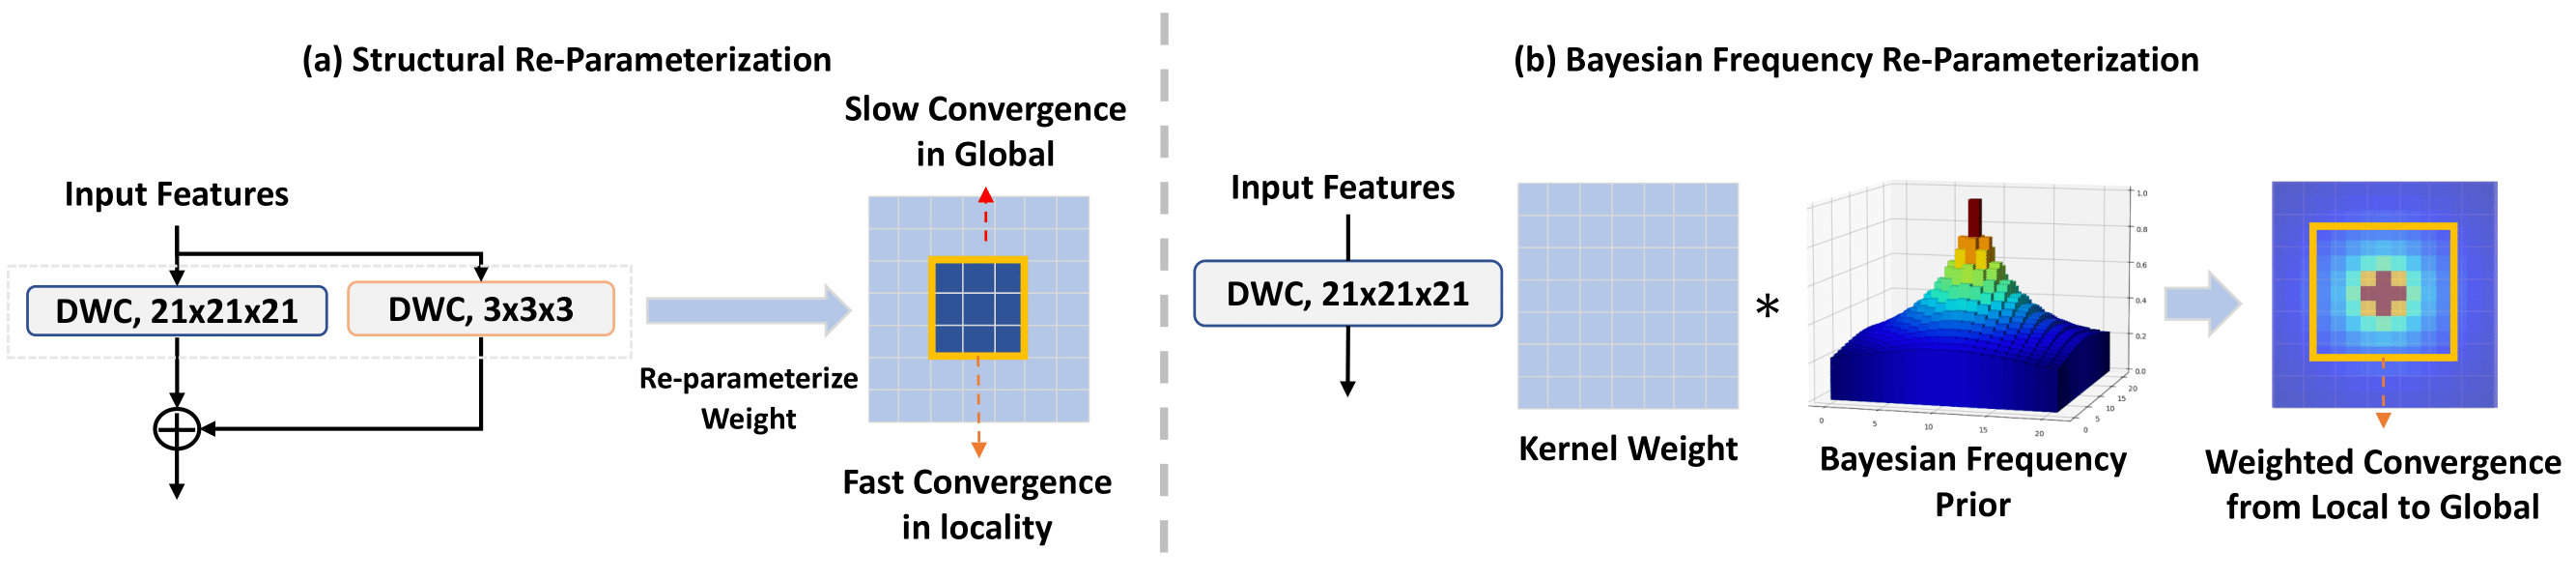 (a) Structural Re-Parameterization
Slow Convergence
in Global
Input Features
DWC, 21x21x21
DWC, 3x3x3
Re-parameterize
Weight
Fast Convergence
in locality
(b) Bayesian Frequency Re-Parameterization
Input Features
DWC, 21x21x21
Kernel Weight
*
1.0
0.8
0.6
0.4
0.2
0.0
0
5
10
15
20
0
5
10
15
20
Bayesian Frequency
Prior
Weighted Convergence
from Local to Global